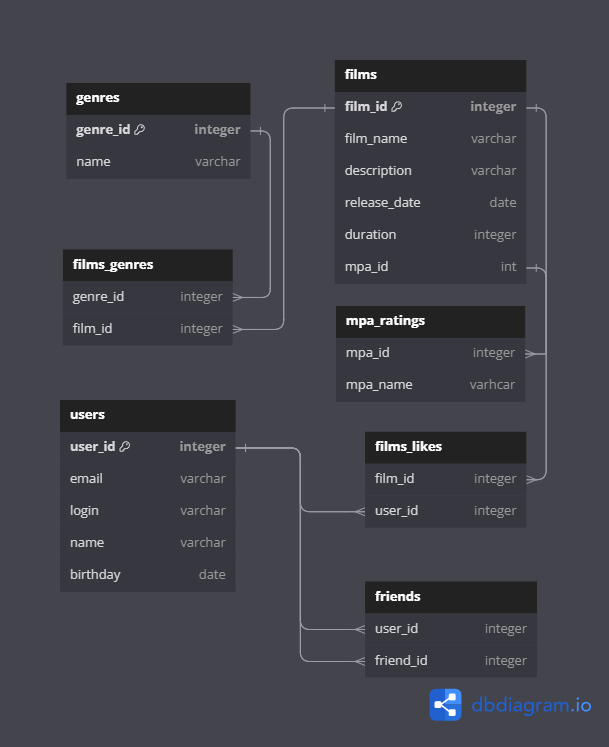 genres
genre_id integer
name varchar
films
film_id integer
film_name varchar
description varchar
release_date date
duration integer
mpa_id int
films_genres
genre_id integer
film_id integer
mpa_ratings
mpa_id integer
mpa_name varhcar
users
user_id integer
email varchar
login varchar
name varchar
birthday date
films_likes
film_id integer
user_id integer
friends
user_id integer
friend_id integer
dbdiagram.io